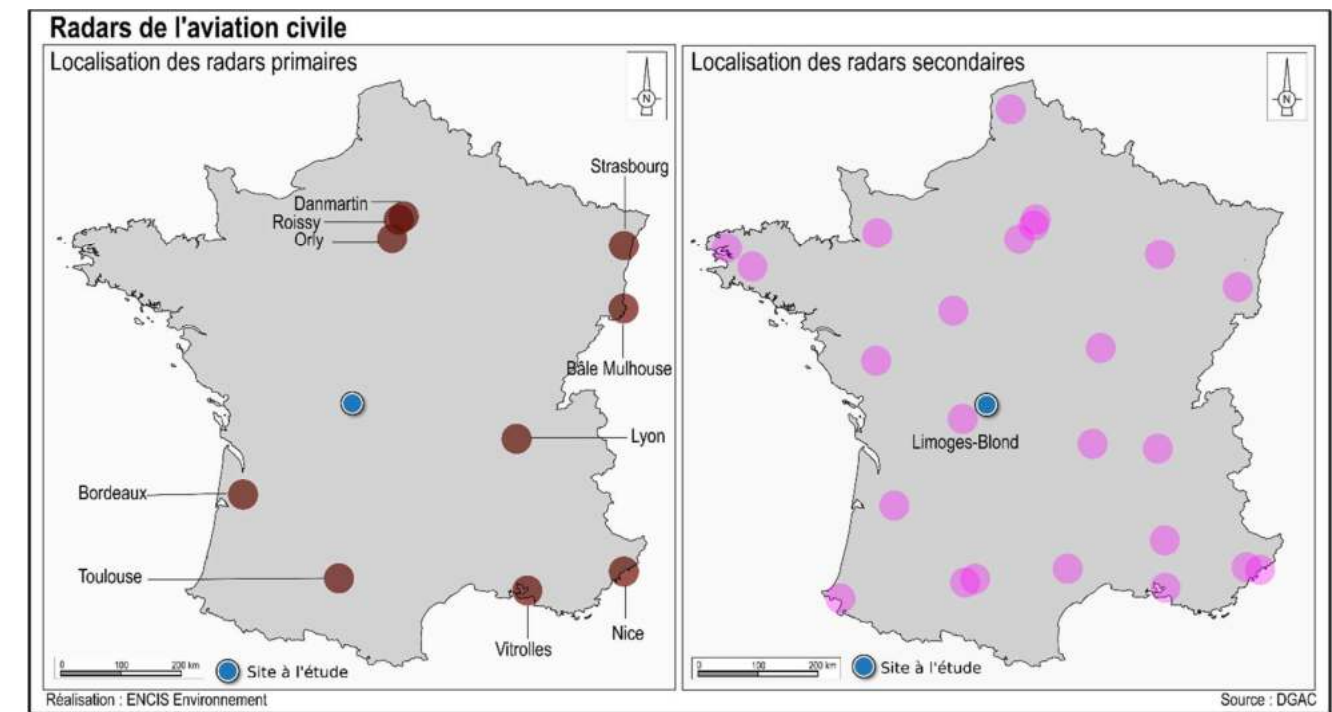 Radars de l'aviation civile
Localisation des radars primaires
N
Strasbourg
Danmartin
Roissy
Orly
Bâle Mulhouse
Lyon
Bordeaux
Toulouse
Nice
Vitrolles
0 100 200 km
Site à l'étude
Réalisation : ENCIS Environnement
Localisation des radars secondaires
N
Limoges-Blond
0 100 200 km
Site à l'étude
Source : DGAC